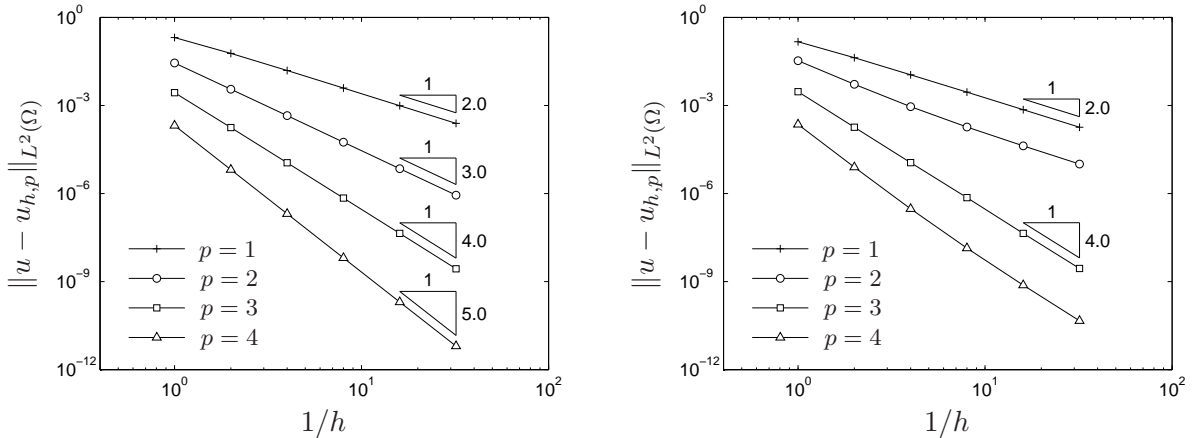 10^0
10^{-3}
10^{-6}
10^{-9}
10^{-12}
‖u − u_{h,p}‖_{L^2(Ω)}
1
2.0
1
3.0
1
4.0
1
5.0
p = 1
p = 2
p = 3
p = 4
10^0
10^1
10^2
1/h
10^0
10^{-3}
10^{-6}
10^{-9}
10^{-12}
‖u − u_{h,p}‖_{L^2(Ω)}
1
2.0
1
4.0
p = 1
p = 2
p = 3
p = 4
10^0
10^1
10^2
1/h